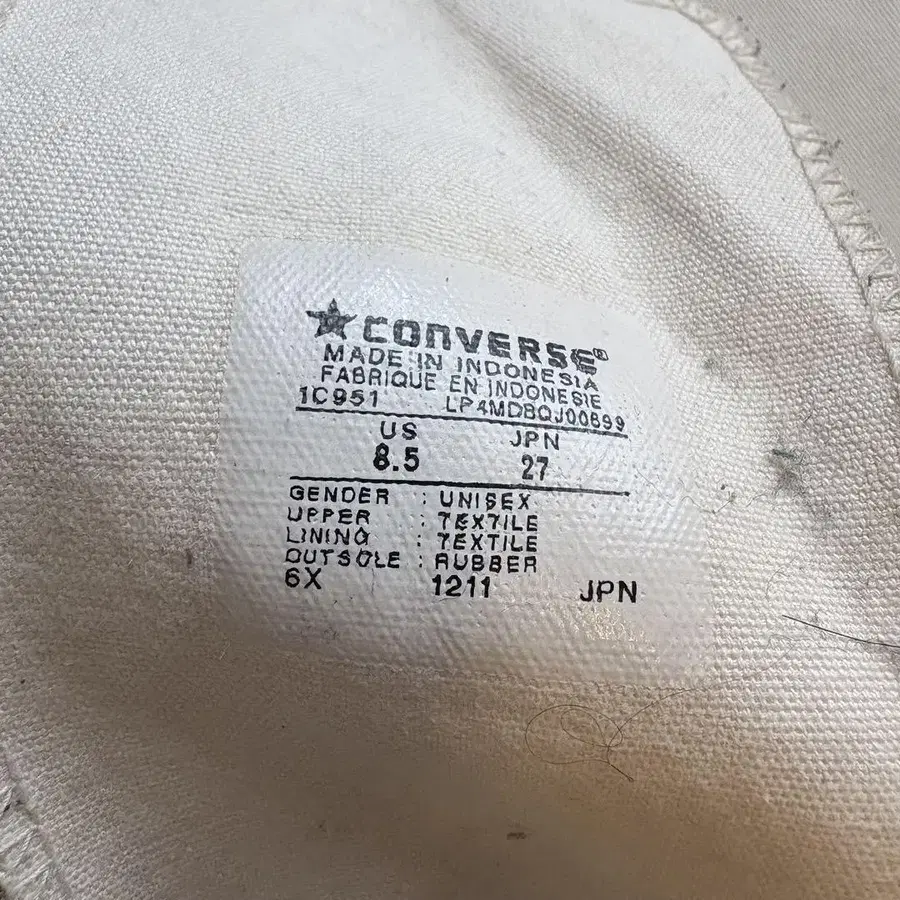 ★CONVERSE®
MADE IN INDONESIA
FABRIQUE EN INDONESIE
1C951 LP4MDBQJ00699
US JPN
8.5 27
GENDER : UNISEX
UPPER : TEXTILE
LINING : TEXTILE
OUTSOLE : RUBBER
6X 1211 JPN